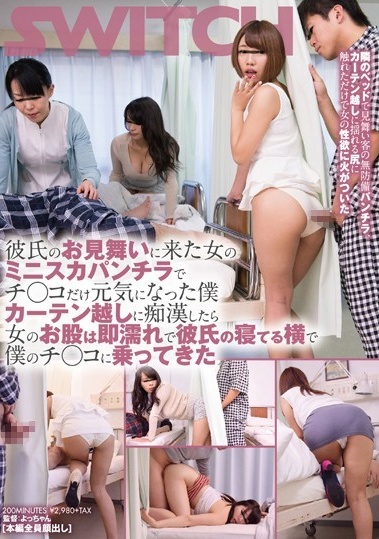 SWITCH
隣のベッドで見舞い客の無防備パンチラ。
カーテン越しに揺れる尻に
触れただけで女の性欲に火がついた
彼氏のお見舞いに来た女の
ミニスカパンチラで
チ◯コだけ元気になった僕
カーテン越しに痴漢したら
女のお股は即濡れで彼氏の寝てる横で
僕のチ◯コに乗ってきた
200MINUTES ¥2,980+TAX
監督：よっちゃん
[本編全員顔出し]